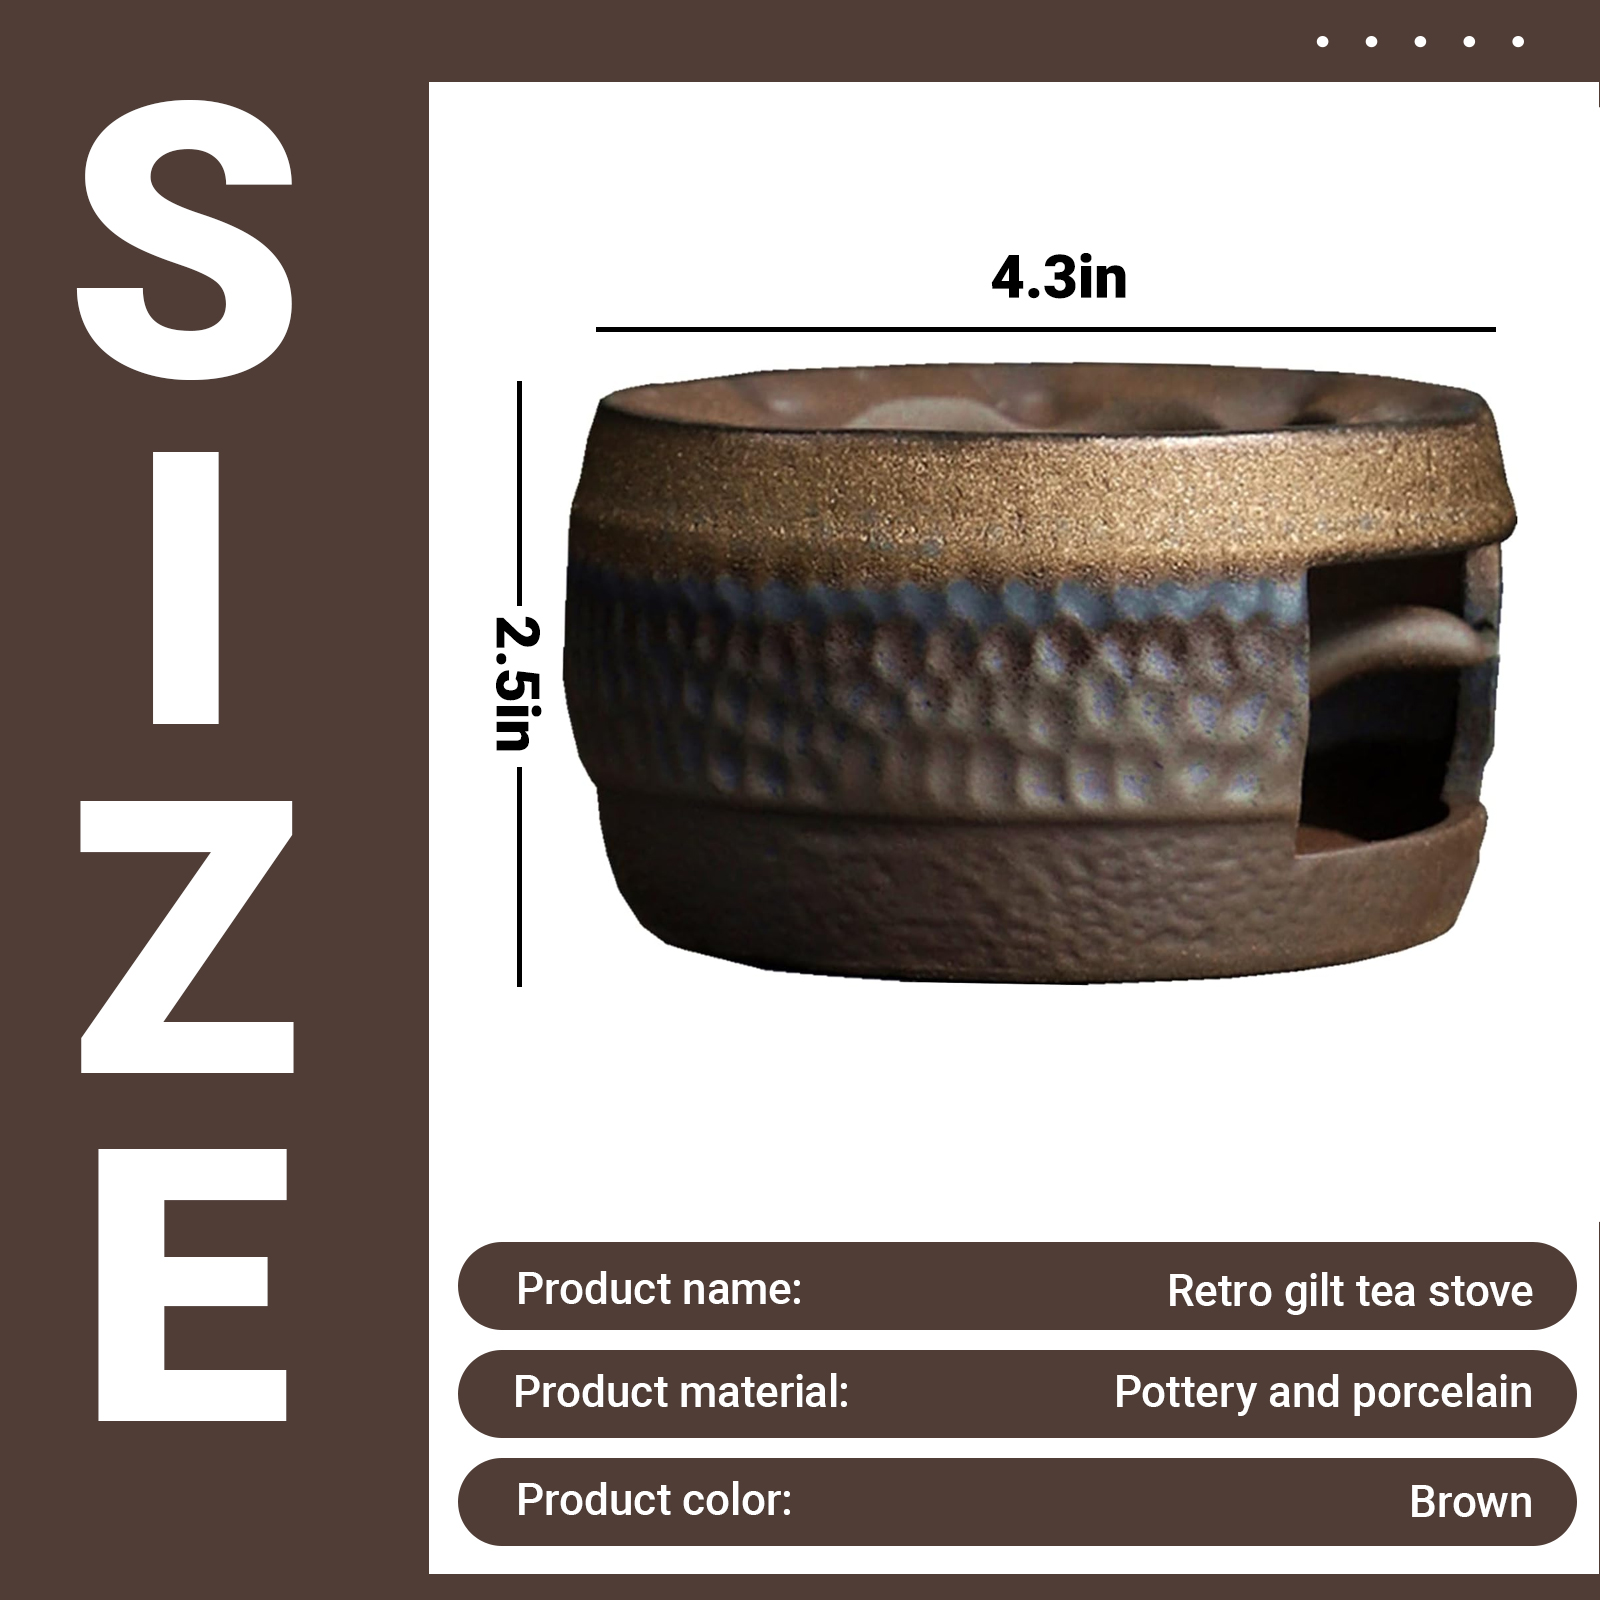 SIZE
4.3in
2.5in
Product name: Retro gilt tea stove
Product material: Pottery and porcelain
Product color: Brown